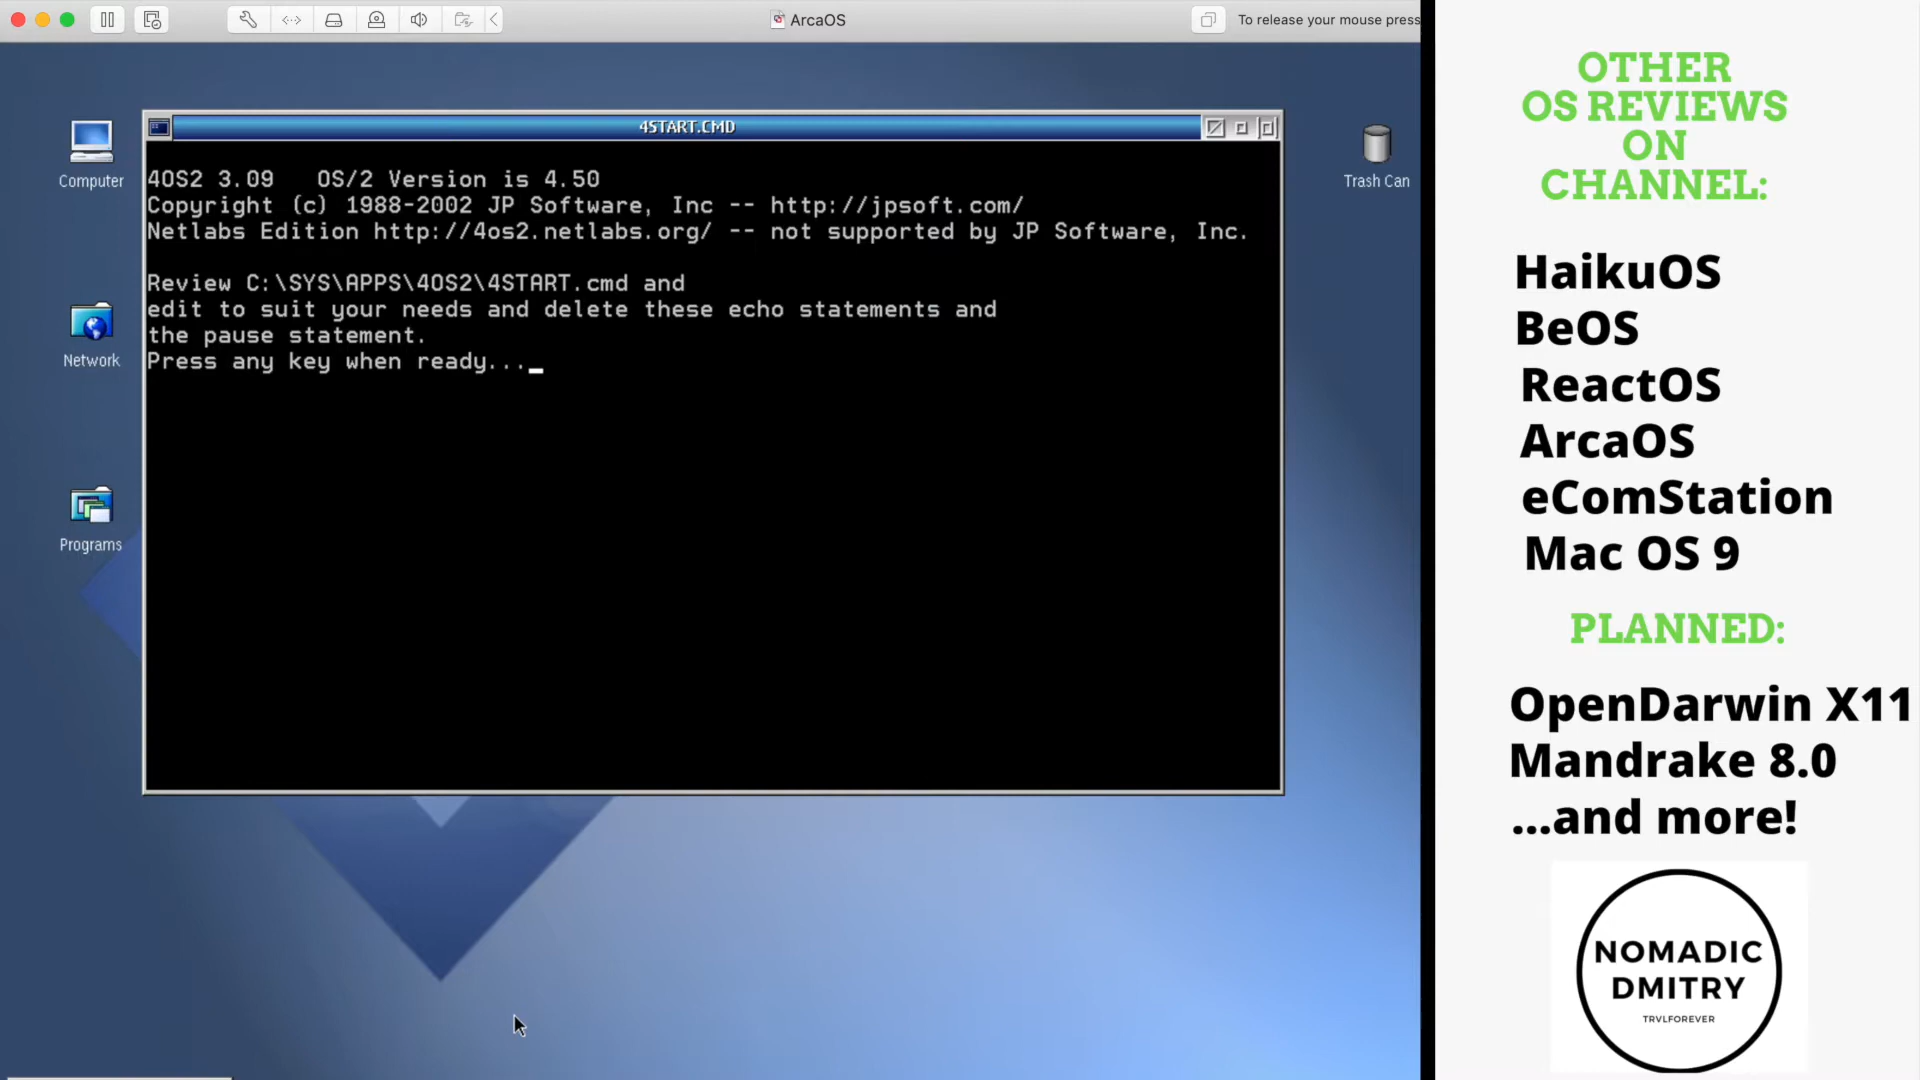 ArcaOS
To release your mouse press
4START.CMD
4OS2 3.09   OS/2 Version is 4.50
Copyright (c) 1988-2002 JP Software, Inc -- http://jpsoft.com/
Netlabs Edition http://4os2.netlabs.org/ -- not supported by JP Software, Inc.
Review C:\SYS\APPS\4OS2\4START.cmd and
edit to suit your needs and delete these echo statements and
the pause statement.
Press any key when ready...
Computer
Network
Programs
Trash Can
OTHER
OS REVIEWS
ON
CHANNEL:
HaikuOS
BeOS
ReactOS
ArcaOS
eComStation
Mac OS 9
PLANNED:
OpenDarwin X11
Mandrake 8.0
...and more!
NOMADIC
DMITRY
TRVLFOREVER